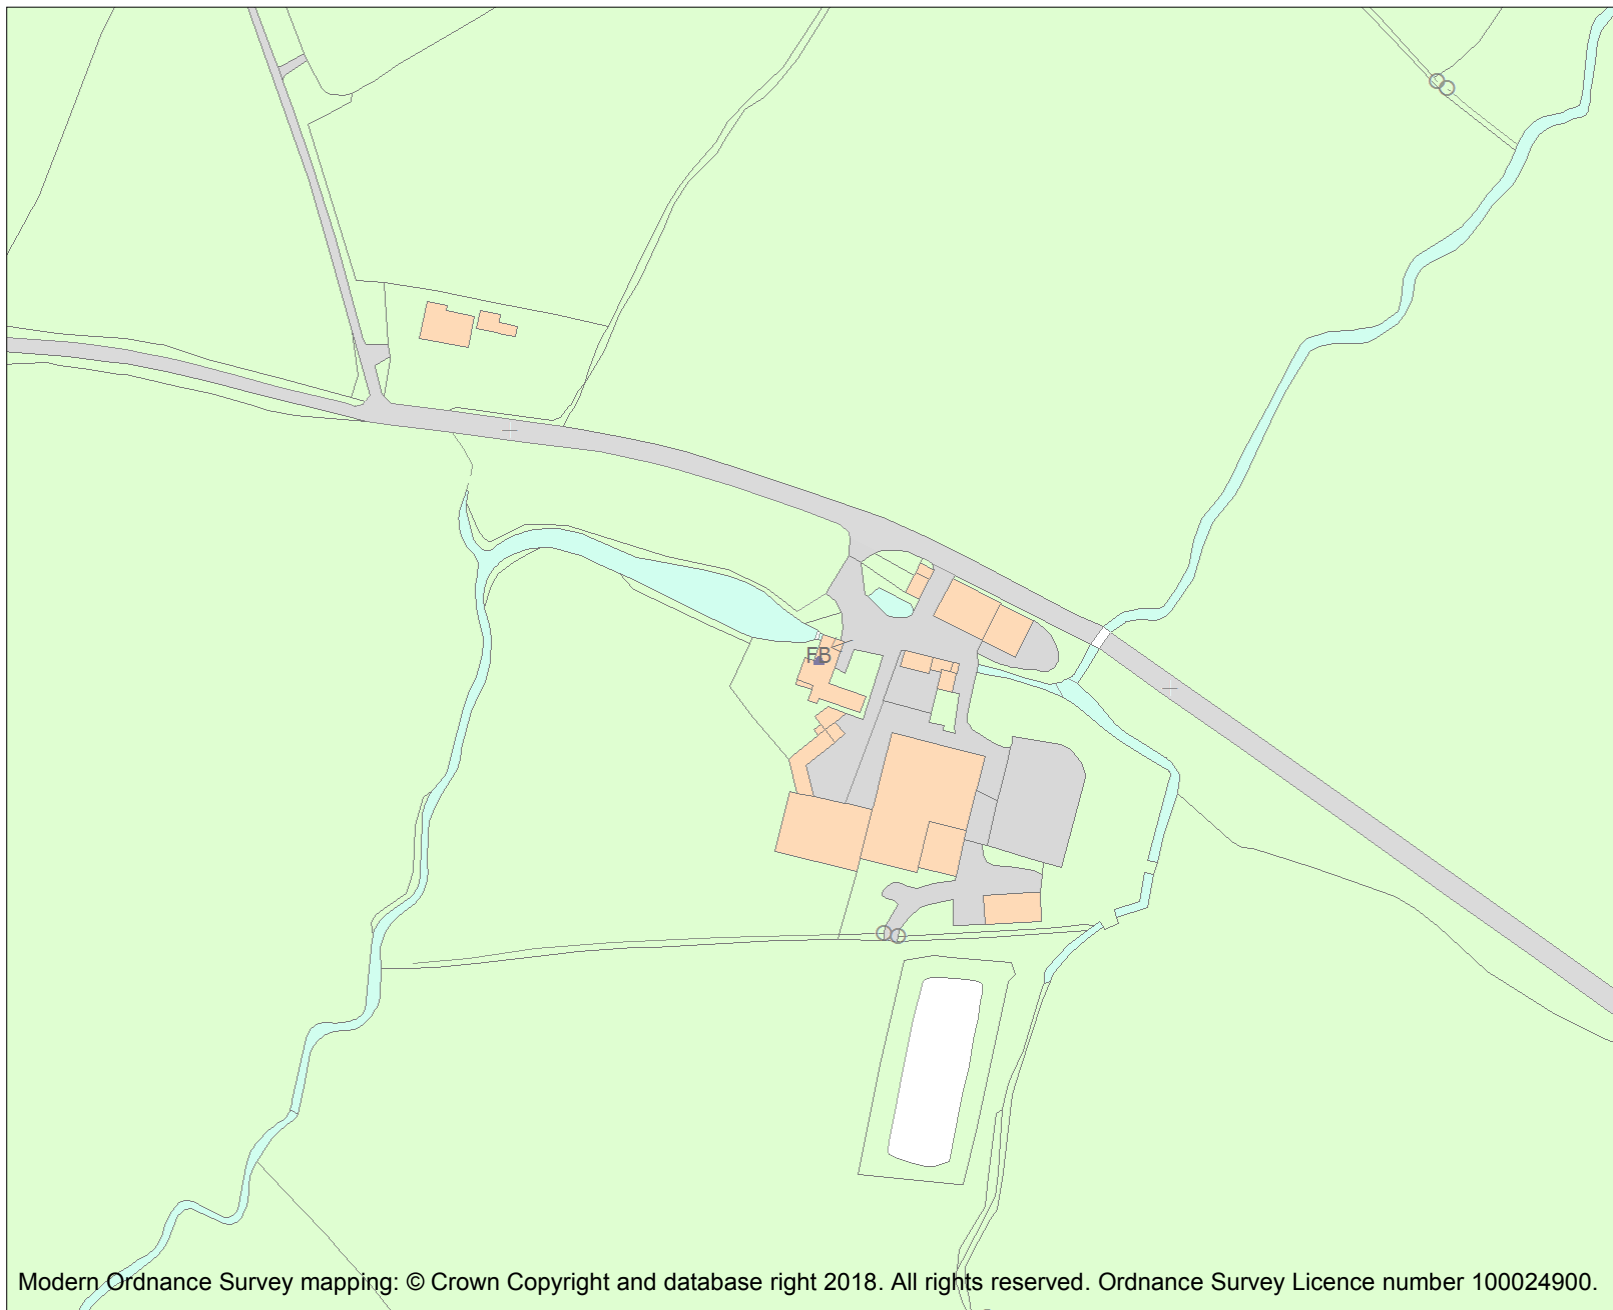 FB
Modern Ordnance Survey mapping: © Crown Copyright and database right 2018. All rights reserved. Ordnance Survey Licence number 100024900.